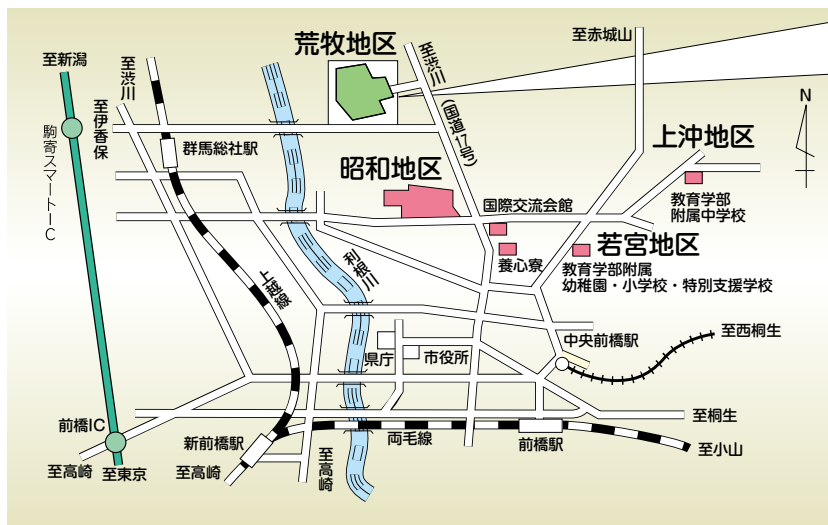 荒牧地区
至赤城山
至新潟
至渋川
至渋川
(国道17号)
N
至伊香保
駒寄スマートIC
群馬総社駅
昭和地区
上沖地区
教育学部
附属中学校
国際交流会館
若宮地区
養心寮
教育学部附属
幼稚園・小学校・特別支援学校
上越線
利根川
至西桐生
中央前橋駅
県庁
市役所
前橋IC
至桐生
新前橋駅
両毛線
前橋駅
至小山
至高崎
至東京
至高崎
至高崎